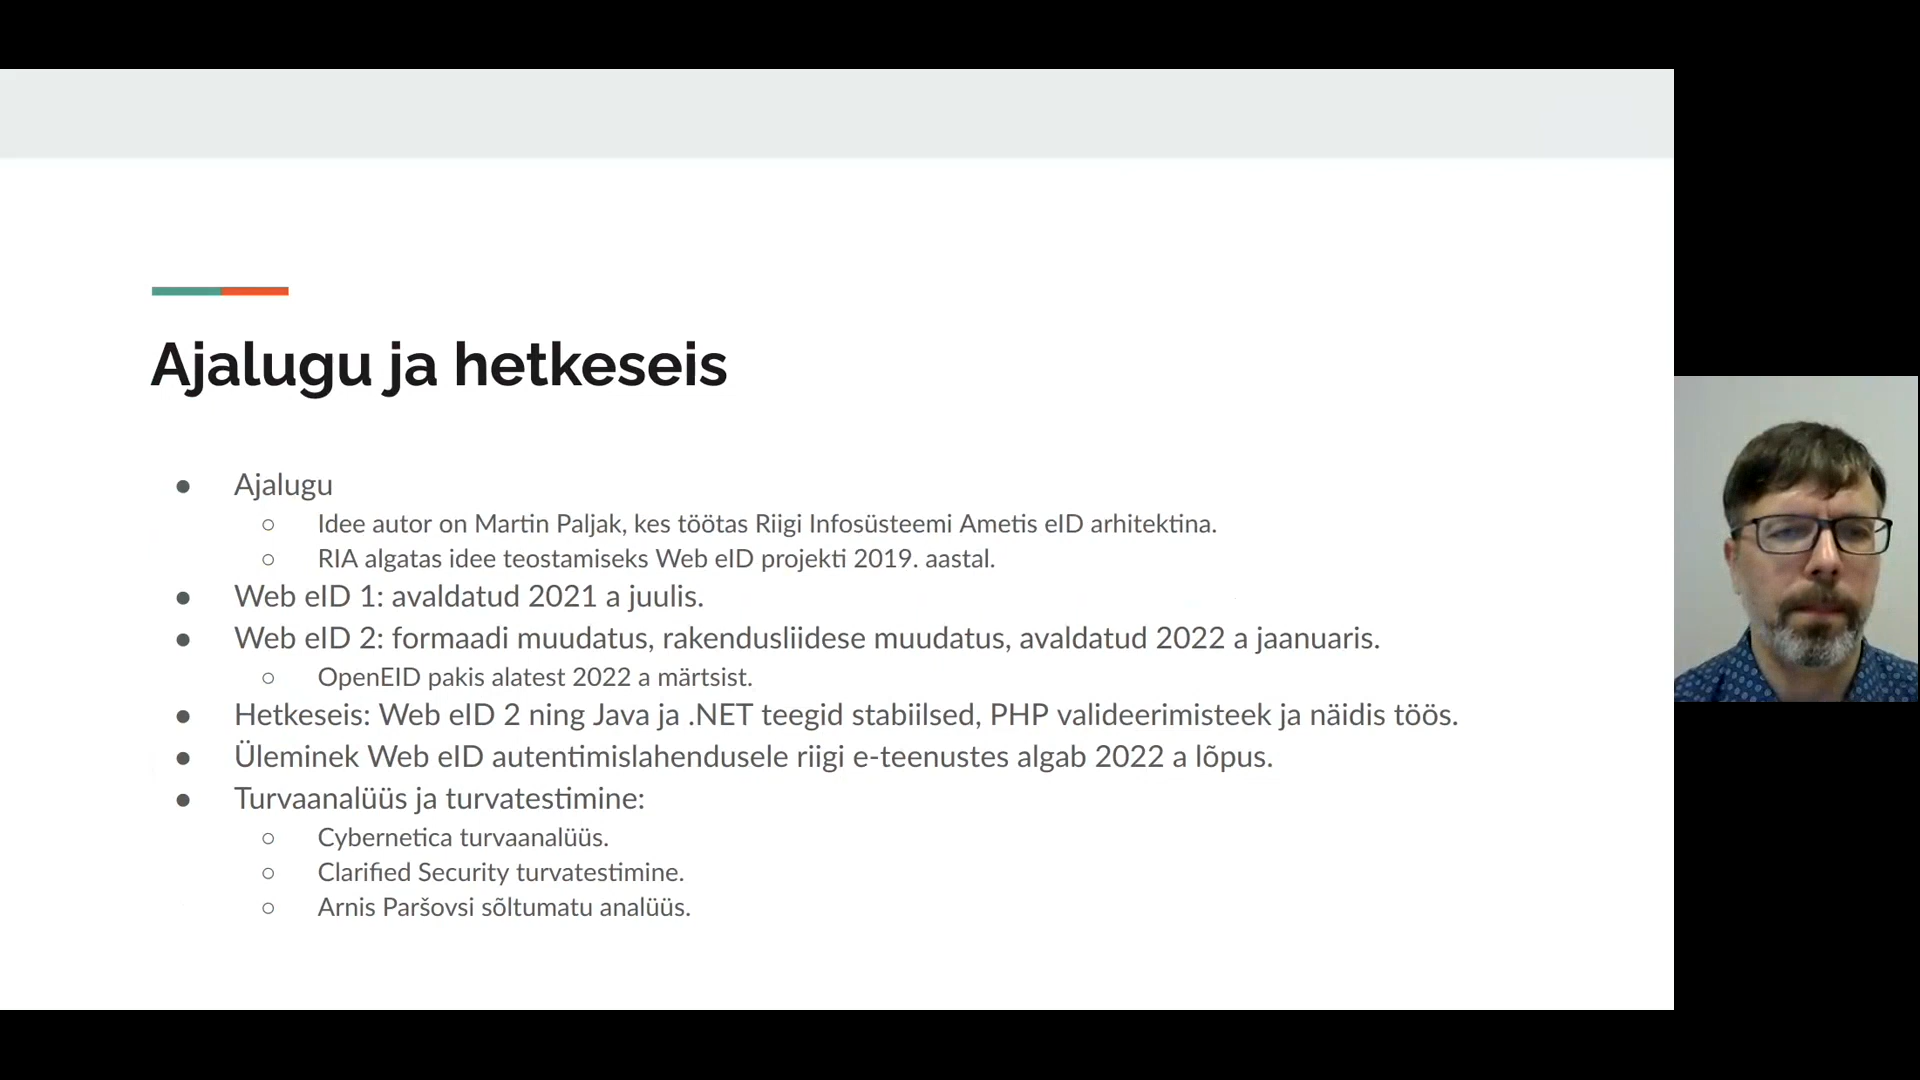 Ajalugu ja hetkeseis
● Ajalugu
○ Idee autor on Martin Paljak, kes töötas Riigi Infosüsteemi Ametis eID arhitektina.
○ RIA algatas idee teostamiseks Web eID projekti 2019. aastal.
● Web eID 1: avaldatud 2021 a juulis.
● Web eID 2: formaadi muudatus, rakendusliidese muudatus, avaldatud 2022 a jaanuaris.
○ OpenEID pakis alatest 2022 a märtsist.
● Hetkeseis: Web eID 2 ning Java ja .NET teegid stabiilsed, PHP valideerimisteek ja näidis töös.
● Üleminek Web eID autentimislahendusele riigi e-teenustes algab 2022 a lõpus.
● Turvaanalüüs ja turvatestimine:
○ Cybernetica turvaanalüüs.
○ Clarified Security turvatestimine.
○ Arnis Paršovsi sõltumatu analüüs.